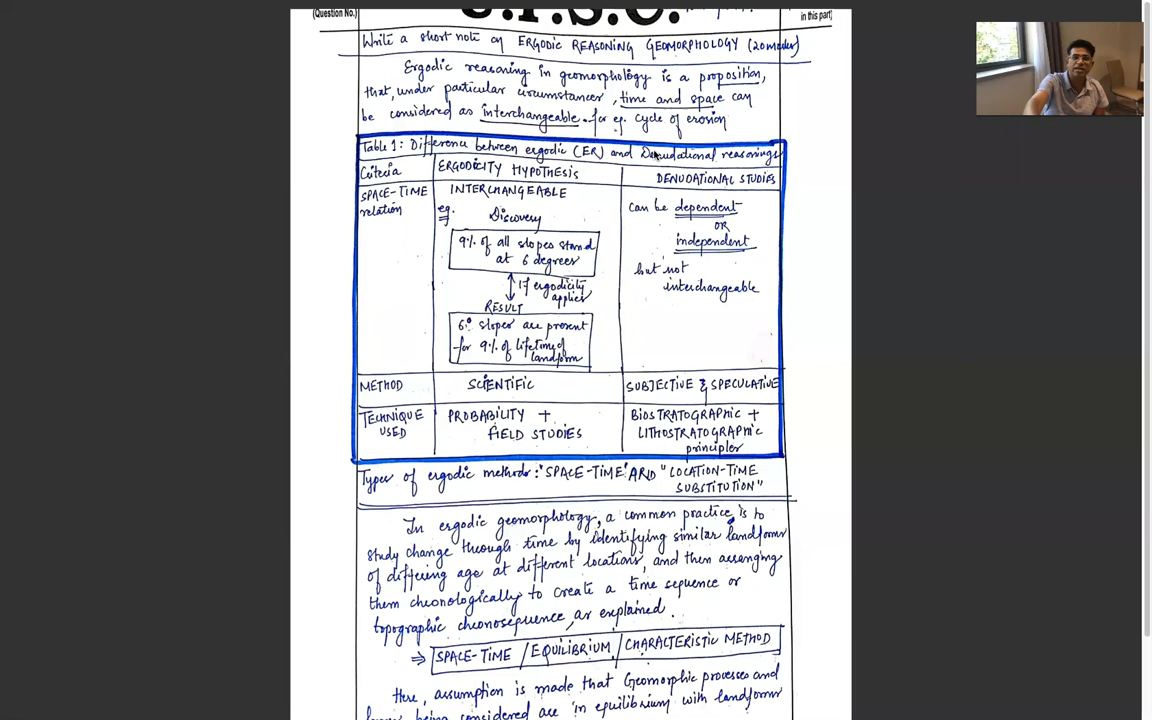 (Question No.)
U.P.S.C.
in this part)
Write a short note on ERGODIC REASONING GEOMORPHOLOGY (20 marks)
Ergodic reasoning in geomorphology is a proposition,
that, under particular circumstances, time and space can
be considered as interchangeable. for eg. cycle of erosion
Table 1: Difference between ergodic (ER) and Denudational reasonings
Criteria ERGODICITY HYPOTHESIS DENUDATIONAL STUDIES
SPACE-TIME relation
INTERCHANGEABLE
eg. Discovery
9% of all slopes stand
at 6 degrees
If ergodicity
applies
RESULT
6° slopes are present
for 9% of lifetime of
landform
can be dependent
OR
independent
but not
interchangeable
METHOD SCIENTIFIC SUBJECTIVE & SPECULATIVE
TECHNIQUE USED
PROBABILITY +
FIELD STUDIES
BIOSTRATOGRAPHIC +
LITHOSTRATOGRAPHIC
principles
Types of ergodic methods: "SPACE-TIME" AND "LOCATION-TIME
SUBSTITUTION"
In ergodic geomorphology, a common practice is to
study change through time by identifying similar landforms
of differing age at different locations, and then arranging
them chronologically to create a time sequence or
topographic chronosequence, as explained.
⇒ SPACE-TIME / EQUILIBRIUM / CHARACTERISTIC METHOD
Here, assumption is made that Geomorphic processes and
being considered are in equilibrium with landforms